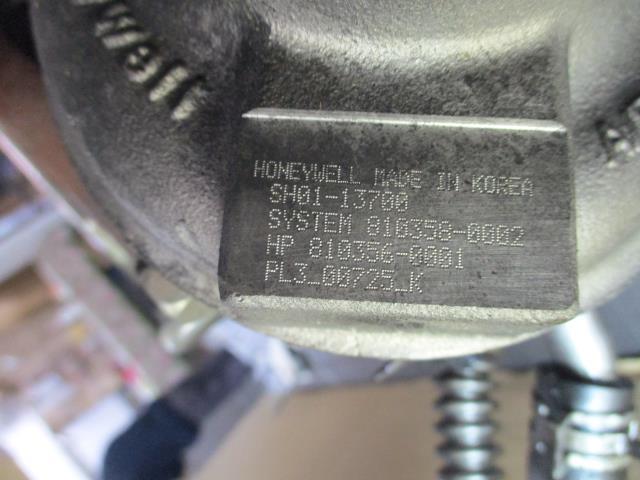 HONEYWELL MADE IN KOREA
SH01-13700
SYSTEM 810358-0002
HP 810356-0001
PL3_00725_K